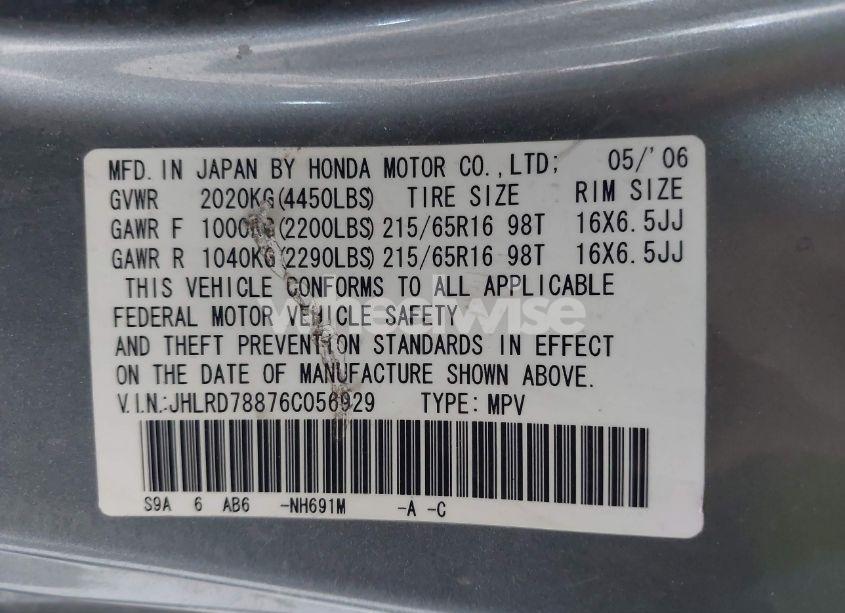 MFD. IN JAPAN BY HONDA MOTOR CO., LTD; 05/'06
GVWR 2020KG(4450LBS) TIRE SIZE RIM SIZE
GAWR F 1000KG(2200LBS) 215/65R16 98T 16X6.5JJ
GAWR R 1040KG(2290LBS) 215/65R16 98T 16X6.5JJ
THIS VEHICLE CONFORMS TO ALL APPLICABLE
FEDERAL MOTOR VEHICLE SAFETY
wheelwise
AND THEFT PREVENTION STANDARDS IN EFFECT
ON THE DATE OF MANUFACTURE SHOWN ABOVE.
V.I.N.:JHLRD78876C056929 TYPE: MPV
S9A 6 AB6 -NH691M -A -C